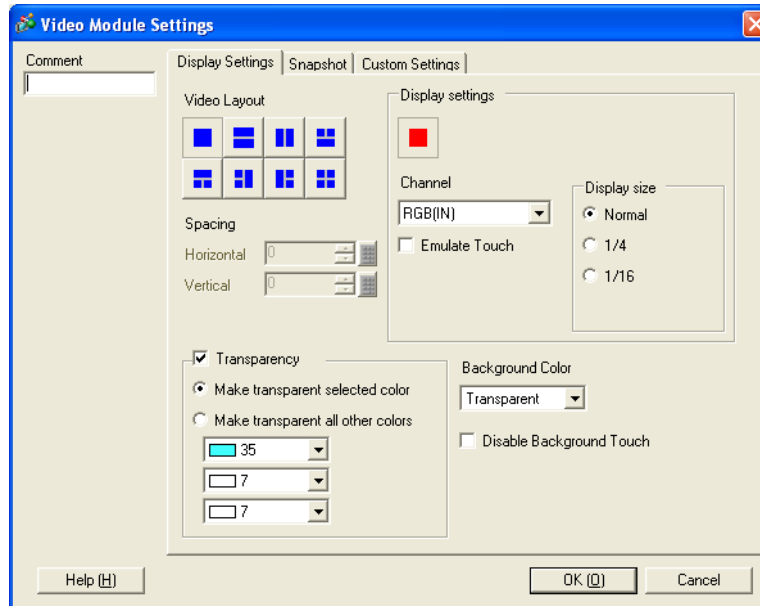 Video Module Settings
Comment
Display Settings
Snapshot
Custom Settings
Video Layout
Display settings
Channel
RGB(IN)
Emulate Touch
Display size
Normal
1/4
1/16
Spacing
Horizontal 0
Vertical 0
Transparency
Make transparent selected color
Make transparent all other colors
35
7
7
Background Color
Transparent
Disable Background Touch
Help (H)
OK (O)
Cancel